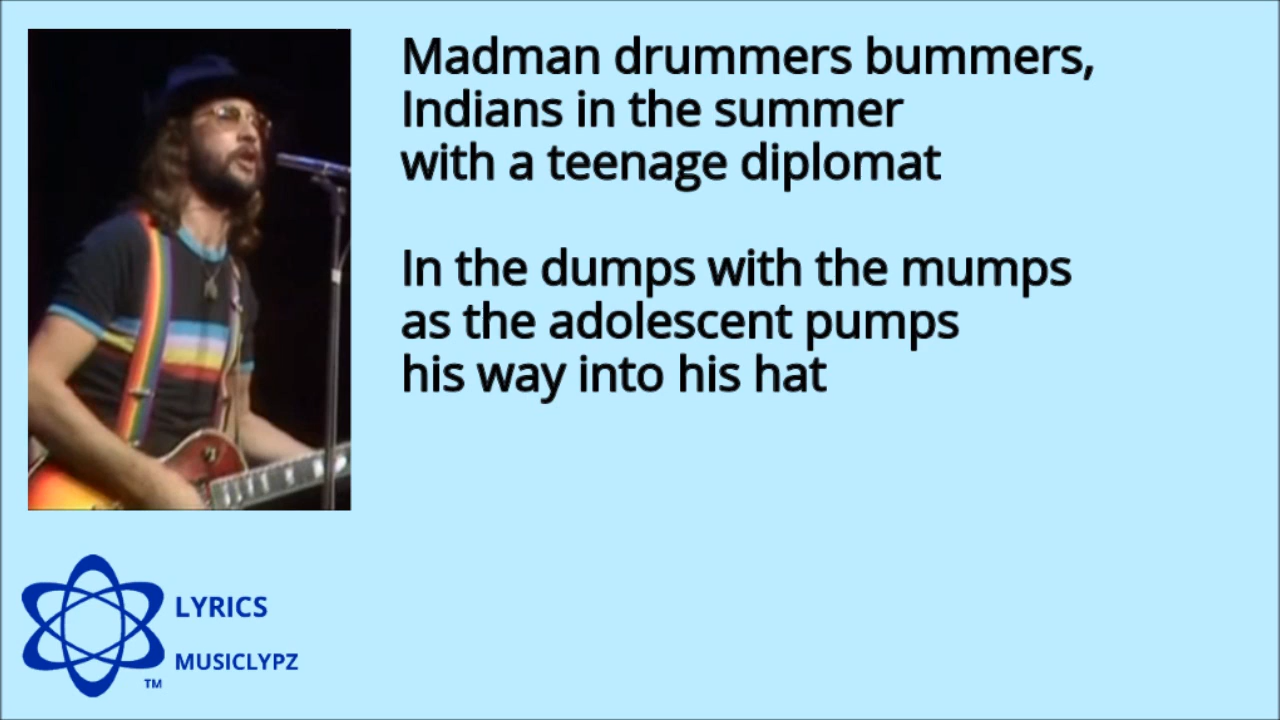 Madman drummers bummers,
Indians in the summer
with a teenage diplomat
In the dumps with the mumps
as the adolescent pumps
his way into his hat
LYRICS
MUSICLYPZ
TM